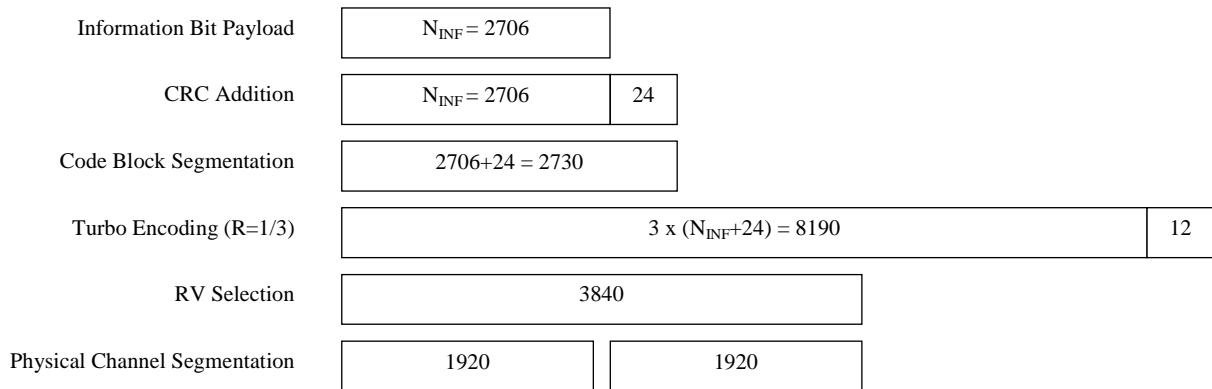 Information Bit Payload N_INF = 2706
CRC Addition N_INF = 2706 24
Code Block Segmentation 2706+24 = 2730
Turbo Encoding (R=1/3) 3 x (N_INF+24) = 8190 12
RV Selection 3840
Physical Channel Segmentation 1920 1920